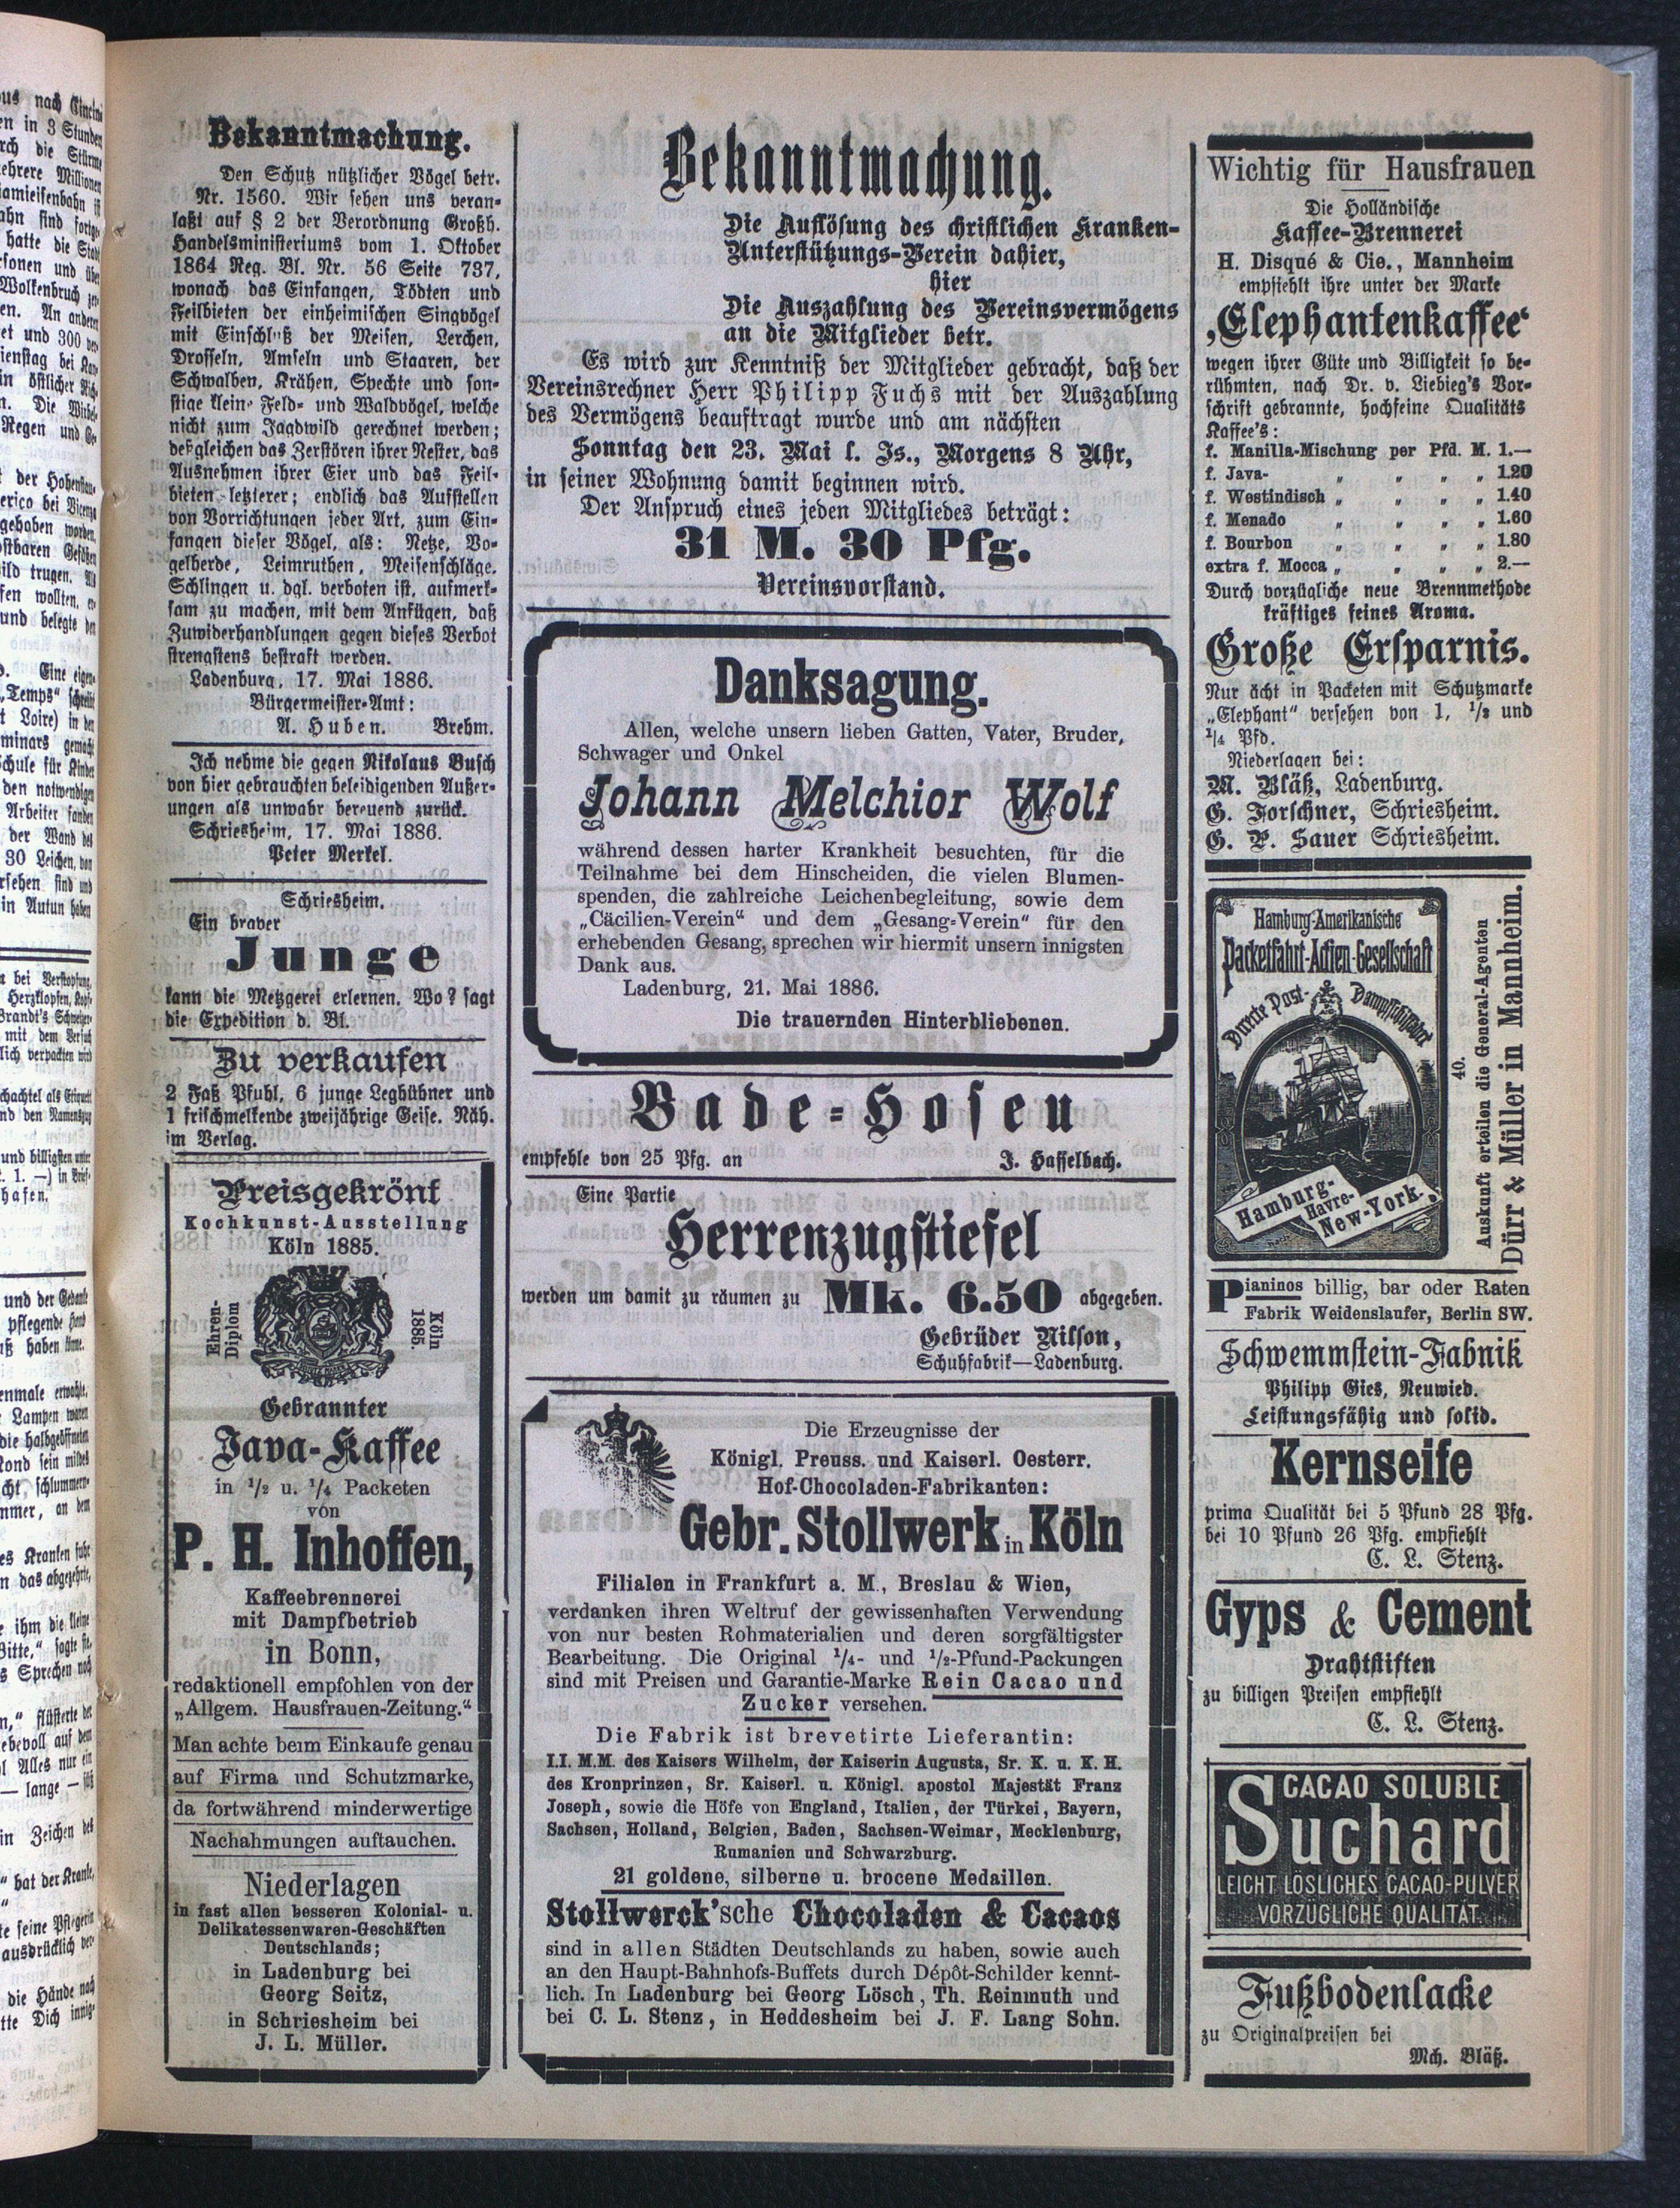 Bekanntmachung.
Den Schutz nützlicher Vögel betr.
Nr. 1560. Wir sehen uns veran-
laßt auf § 2 der Verordnung Großh.
Handelsministeriums vom 1. Oktober
1864 Reg. Bl. Nr. 56 Seite 737,
wonach das Einfangen, Tödten und
Feilbieten der einheimischen Singvögel
mit Einschluß der Meisen, Lerchen,
Drosseln, Amseln und Staaren, der
Schwalben, Krähen, Spechte und son-
stige klein- Feld- und Waldvögel, welche
nicht zum Jagdwild gerechnet werden;
deßgleichen das Zerstören ihrer Nester, das
Ausnehmen ihrer Eier und das Feil-
bieten letzterer; endlich das Aufstellen
von Vorrichtungen jeder Art, zum Ein-
fangen dieser Vögel, als: Netze, Vo-
gelherde, Leimruthen, Meisenschläge,
Schlingen u. dgl. verboten ist, aufmerk-
sam zu machen, mit dem Anfügen, daß
Zuwiderhandlungen gegen dieses Verbot
strengstens bestraft werden.
Ladenburg, 17. Mai 1886.
Bürgermeister-Amt:
A. Huben. Brehm.
Ich nehme die gegen Nikolaus Busch
von hier gebrauchten beleidigenden Äußer-
ungen als unwahr bereuend zurück.
Schriesheim, 17. Mai 1886.
Peter Merkel.
Schriesheim.
Ein braver
Junge
kann die Metzgerei erlernen. Wo? sagt
die Expedition d. Bl.
Zu verkaufen
2 Faß Pfuhl, 6 junge Leghühner und
1 frischmelkende zweijährige Geise. Näh.
im Verlag.
Preisgekrönt
Kochkunst-Ausstellung
Köln 1885.
Ehren-
Diplom
Köln
1885.
Gebrannter
Java-Kaffee
in 1/2 u. 1/4 Packeten
von
P. H. Inhoffen,
Kaffeebrennerei
mit Dampfbetrieb
in Bonn,
redaktionell empfohlen von der
„Allgem. Hausfrauen-Zeitung.“
Man achte beim Einkaufe genau
auf Firma und Schutzmarke,
da fortwährend minderwertige
Nachahmungen auftauchen.
Niederlagen
in fast allen besseren Kolonial- u.
Delikatessenwaren-Geschäften
Deutschlands;
in Ladenburg bei
Georg Seitz,
in Schriesheim bei
J. L. Müller.
Bekanntmachung.
Die Auflösung des christlichen Kranken-
Unterstützungs-Verein dahier,
hier
Die Auszahlung des Vereinsvermögens
an die Mitglieder betr.
Es wird zur Kenntniß der Mitglieder gebracht, daß der
Vereinsrechner Herr Philipp Fuchs mit der Auszahlung
des Vermögens beauftragt wurde und am nächsten
Sonntag den 23. Mai l. Js., Morgens 8 Uhr,
in seiner Wohnung damit beginnen wird.
Der Anspruch eines jeden Mitgliedes beträgt:
31 M. 30 Pfg.
Vereinsvorstand.
Danksagung.
Allen, welche unsern lieben Gatten, Vater, Bruder,
Schwager und Onkel
Johann Melchior Wolf
während dessen harter Krankheit besuchten, für die
Teilnahme bei dem Hinscheiden, die vielen Blumen-
spenden, die zahlreiche Leichenbegleitung, sowie dem
„Cäcilien-Verein“ und dem „Gesang-Verein“ für den
erhebenden Gesang, sprechen wir hiermit unsern innigsten
Dank aus.
Ladenburg, 21. Mai 1886.
Die trauernden Hinterbliebenen.
Bade-Hosen
empfehle von 25 Pfg. an J. Hasselbach.
Eine Partie
Herrenzugstiefel
werden um damit zu räumen zu Mk. 6.50 abgegeben.
Gebrüder Nilson,
Schuhfabrik—Ladenburg.
Die Erzeugnisse der
Königl. Preuss. und Kaiserl. Oesterr.
Hof-Chocoladen-Fabrikanten:
Gebr. Stollwerk in Köln
Filialen in Frankfurt a. M., Breslau & Wien,
verdanken ihren Weltruf der gewissenhaften Verwendung
von nur besten Rohmaterialien und deren sorgfältigster
Bearbeitung. Die Original 1/4- und 1/2-Pfund-Packungen
sind mit Preisen und Garantie-Marke Rein Cacao und
Zucker versehen.
Die Fabrik ist brevetirte Lieferantin:
I.I. M.M. des Kaisers Wilhelm, der Kaiserin Augusta, Sr. K. u. K. H.
des Kronprinzen, Sr. Kaiserl. u. Königl. apostol Majestät Franz
Joseph, sowie die Höfe von England, Italien, der Türkei, Bayern,
Sachsen, Holland, Belgien, Baden, Sachsen-Weimar, Mecklenburg,
Rumanien und Schwarzburg.
21 goldene, silberne u. brocene Medaillen.
Stollwerck'sche Chocoladen & Cacaos
sind in allen Städten Deutschlands zu haben, sowie auch
an den Haupt-Bahnhofs-Buffets durch Dépôt-Schilder kennt-
lich. In Ladenburg bei Georg Lösch, Th. Reinmuth und
bei C. L. Stenz, in Heddesheim bei J. F. Lang Sohn.
Wichtig für Hausfrauen
Die Holländische
Kaffee-Brennerei
H. Disqué & Cie., Mannheim
empfiehlt ihre unter der Marke
‚Elephantenkaffee‘
wegen ihrer Güte und Billigkeit so be-
rühmten, nach Dr. v. Liebieg's Vor-
schrift gebrannte, hochfeine Qualitäts
Kaffee's:
f. Manilla-Mischung per Pfd. M. 1.—
f. Java- „ „ „ „ 1.20
f. Westindisch „ „ „ „ 1.40
f. Menado „ „ „ „ 1.60
f. Bourbon „ „ „ „ 1.80
extra f. Mocca „ „ „ „ 2.—
Durch vorzügliche neue Brennmethode
kräftiges feines Aroma.
Große Ersparnis.
Nur ächt in Packeten mit Schutzmarke
„Elephant“ versehen von 1, 1/2 und
1/4 Pfd.
Niederlagen bei:
M. Bläß, Ladenburg.
G. Forschner, Schriesheim.
G. P. Sauer Schriesheim.
Hamburg-Amerikanische
Packetfahrt-Actien-Gesellschaft
Directe Post- Dampfschifffahrt
Hamburg-
Havre-
New-York.
40.
Auskunft erteilen die General-Agenten
Dürr & Müller in Mannheim.
Pianinos billig, bar oder Raten
Fabrik Weidenslaufer, Berlin SW.
Schwemmstein-Fabnik
Philipp Gies, Neuwied.
Leistungsfähig und solid.
Kernseife
prima Qualität bei 5 Pfund 28 Pfg.
bei 10 Pfund 26 Pfg. empfiehlt
C. L. Stenz.
Gyps & Cement
Drahtstiften
zu billigen Preisen empfiehlt
C. L. Stenz.
CACAO SOLUBLE
Suchard
LEICHT LÖSLICHES CACAO-PULVER
VORZÜGLICHE QUALITÄT.
Fußbodenlacke
zu Originalpreisen bei
Mch. Bläß.